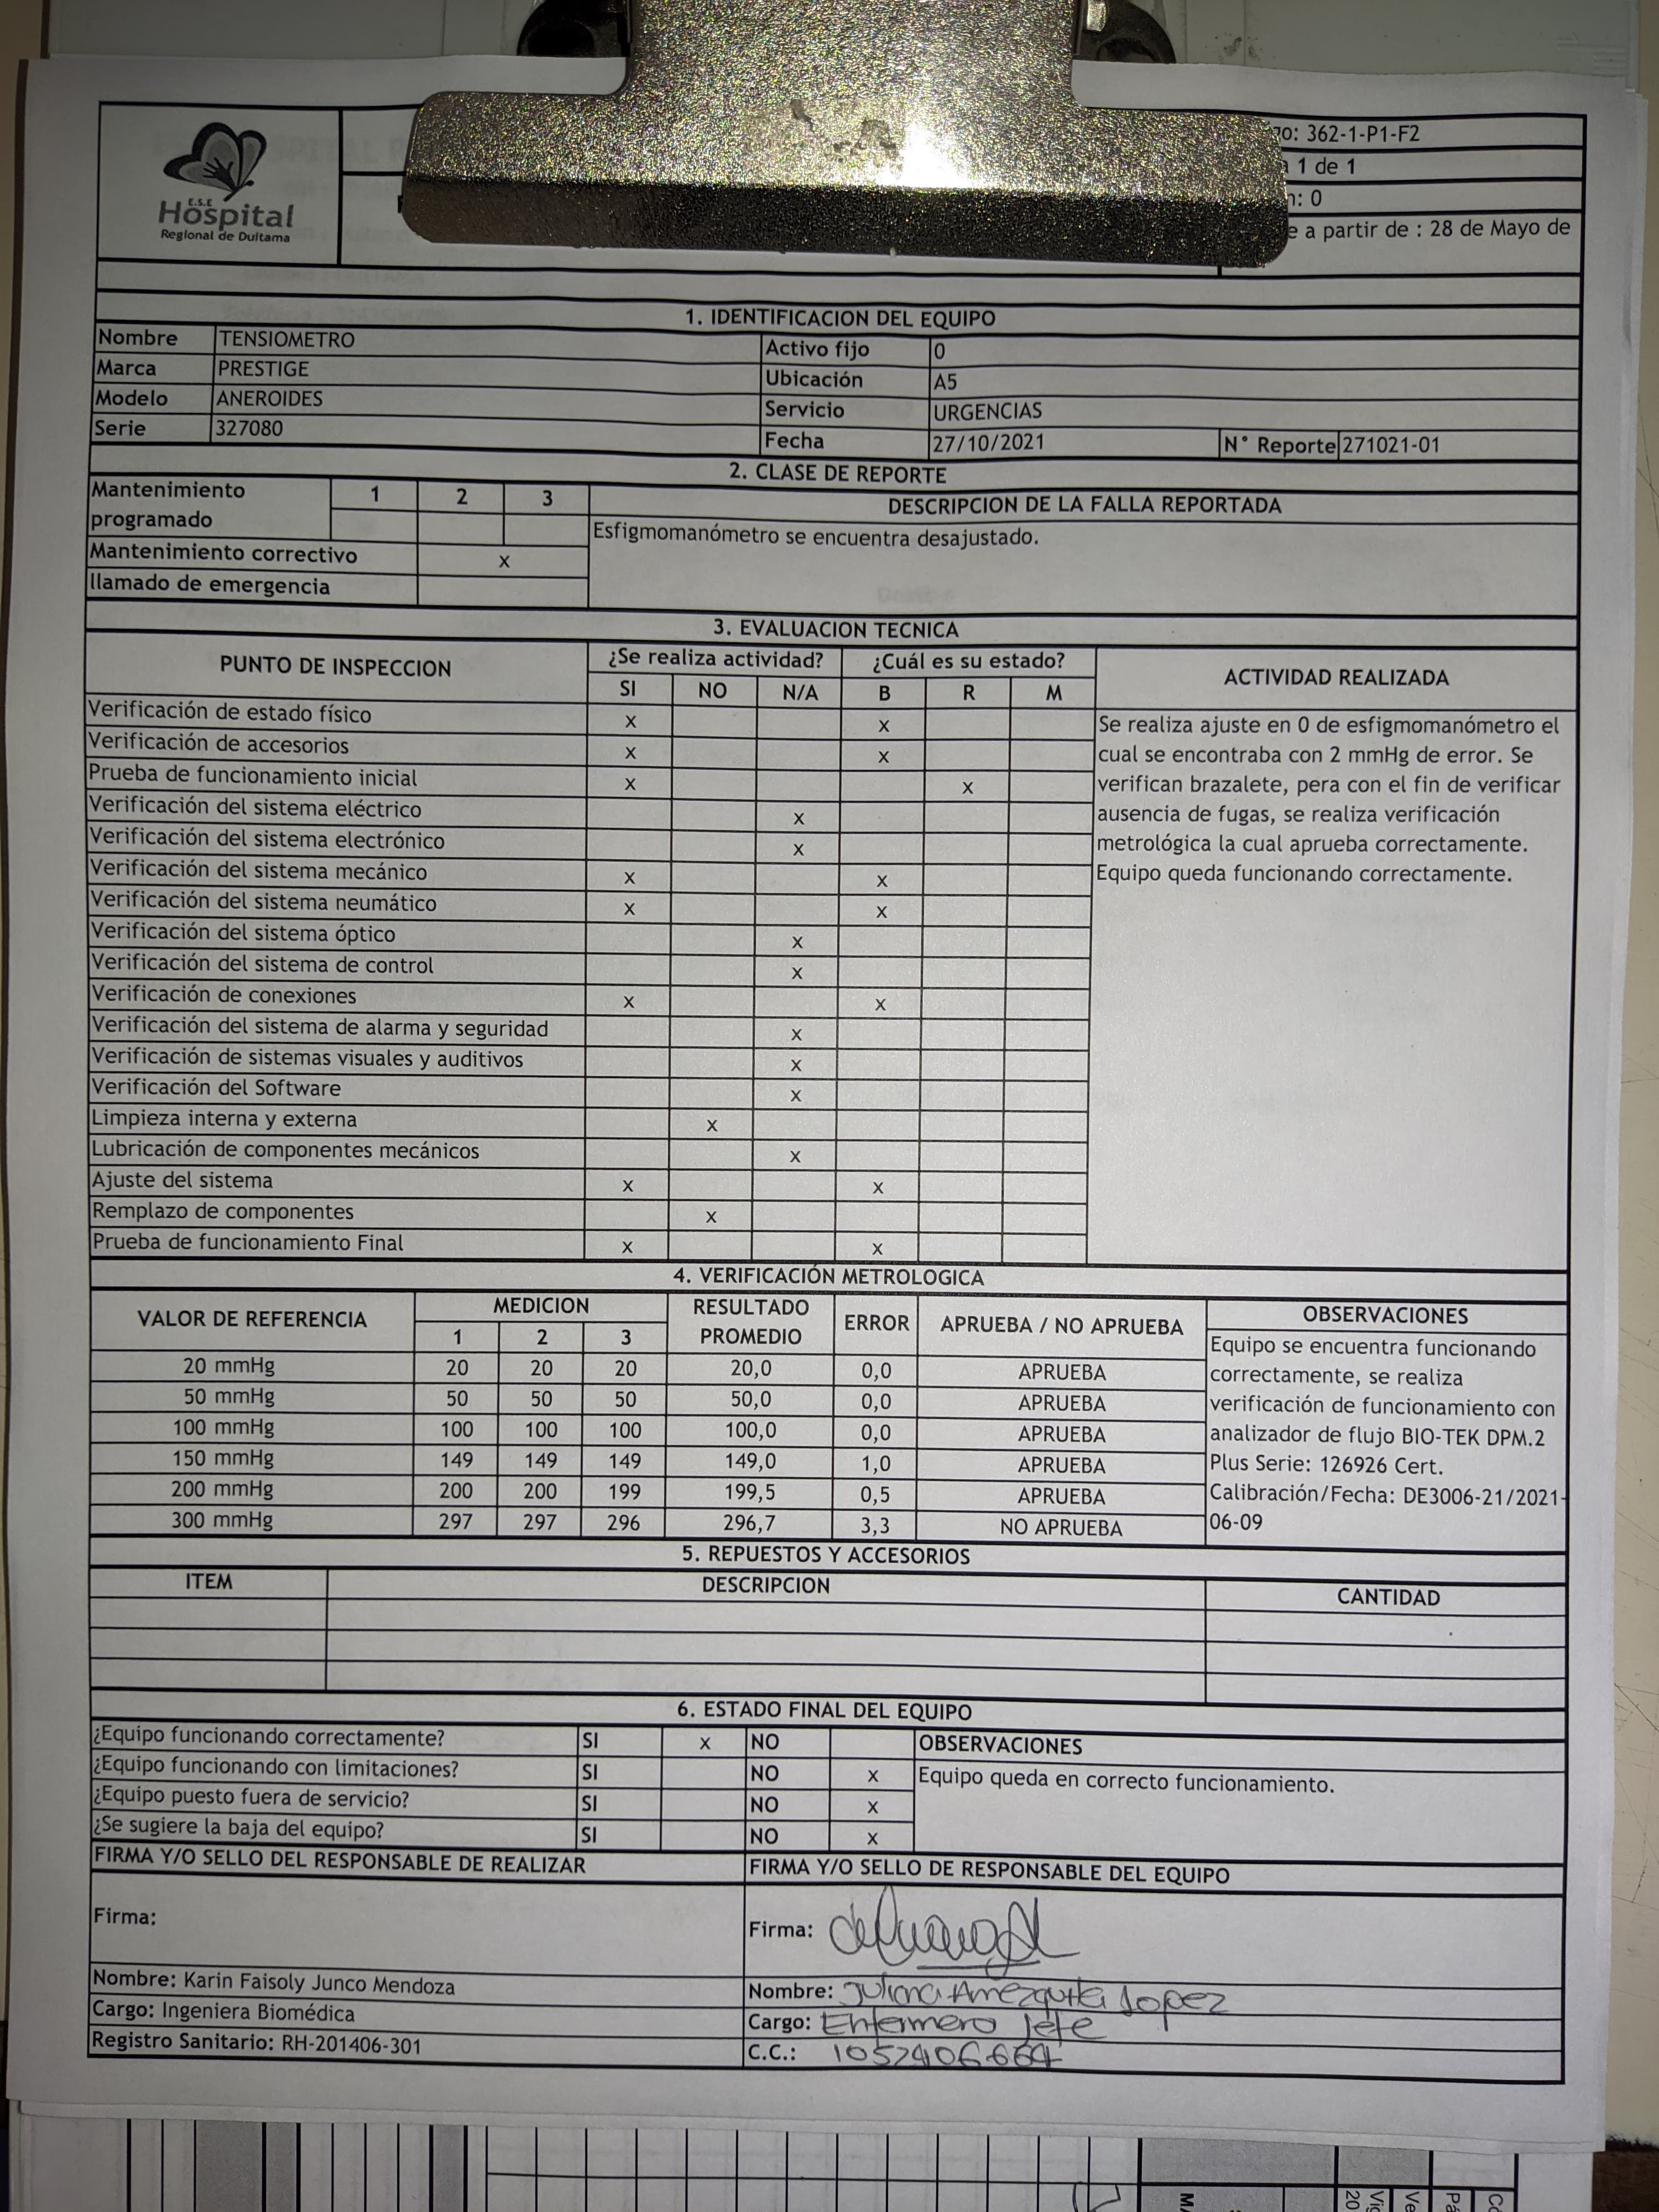 E.S.E
Hospital
Regional de Duitama
go: 362-1-P1-F2
1 de 1
n: 0
e a partir de : 28 de Mayo de
1. IDENTIFICACION DEL EQUIPO
Nombre TENSIOMETRO Activo fijo 0
Marca PRESTIGE Ubicación A5
Modelo ANEROIDES Servicio URGENCIAS
Serie 327080 Fecha 27/10/2021 N° Reporte 271021-01
2. CLASE DE REPORTE
Mantenimiento programado 1 2 3 DESCRIPCION DE LA FALLA REPORTADA
Esfigmomanómetro se encuentra desajustado.
Mantenimiento correctivo x
llamado de emergencia
3. EVALUACION TECNICA
PUNTO DE INSPECCION ¿Se realiza actividad? ¿Cuál es su estado? ACTIVIDAD REALIZADA
SI NO N/A B R M
Verificación de estado físico x x
Verificación de accesorios x x
Prueba de funcionamiento inicial x x
Verificación del sistema eléctrico x
Verificación del sistema electrónico x
Verificación del sistema mecánico x x
Verificación del sistema neumático x x
Verificación del sistema óptico x
Verificación del sistema de control x
Verificación de conexiones x x
Verificación del sistema de alarma y seguridad x
Verificación de sistemas visuales y auditivos x
Verificación del Software x
Limpieza interna y externa x
Lubricación de componentes mecánicos x
Ajuste del sistema x x
Remplazo de componentes x
Prueba de funcionamiento Final x x
Se realiza ajuste en 0 de esfigmomanómetro el
cual se encontraba con 2 mmHg de error. Se
verifican brazalete, pera con el fin de verificar
ausencia de fugas, se realiza verificación
metrológica la cual aprueba correctamente.
Equipo queda funcionando correctamente.
4. VERIFICACIÓN METROLOGICA
VALOR DE REFERENCIA MEDICION RESULTADO PROMEDIO ERROR APRUEBA / NO APRUEBA OBSERVACIONES
1 2 3
20 mmHg 20 20 20 20,0 0,0 APRUEBA
50 mmHg 50 50 50 50,0 0,0 APRUEBA
100 mmHg 100 100 100 100,0 0,0 APRUEBA
150 mmHg 149 149 149 149,0 1,0 APRUEBA
200 mmHg 200 200 199 199,5 0,5 APRUEBA
300 mmHg 297 297 296 296,7 3,3 NO APRUEBA
Equipo se encuentra funcionando
correctamente, se realiza
verificación de funcionamiento con
analizador de flujo BIO-TEK DPM.2
Plus Serie: 126926 Cert.
Calibración/Fecha: DE3006-21/2021-
06-09
5. REPUESTOS Y ACCESORIOS
ITEM DESCRIPCION CANTIDAD
6. ESTADO FINAL DEL EQUIPO
¿Equipo funcionando correctamente? SI x NO OBSERVACIONES
¿Equipo funcionando con limitaciones? SI NO x Equipo queda en correcto funcionamiento.
¿Equipo puesto fuera de servicio? SI NO x
¿Se sugiere la baja del equipo? SI NO x
FIRMA Y/O SELLO DEL RESPONSABLE DE REALIZAR FIRMA Y/O SELLO DE RESPONSABLE DEL EQUIPO
Firma: Firma:
Nombre: Karin Faisoly Junco Mendoza Nombre: Juliana Amezquita Lopez
Cargo: Ingeniera Biomédica Cargo: Enfermero Jefe
Registro Sanitario: RH-201406-301 C.C.: 1052406664